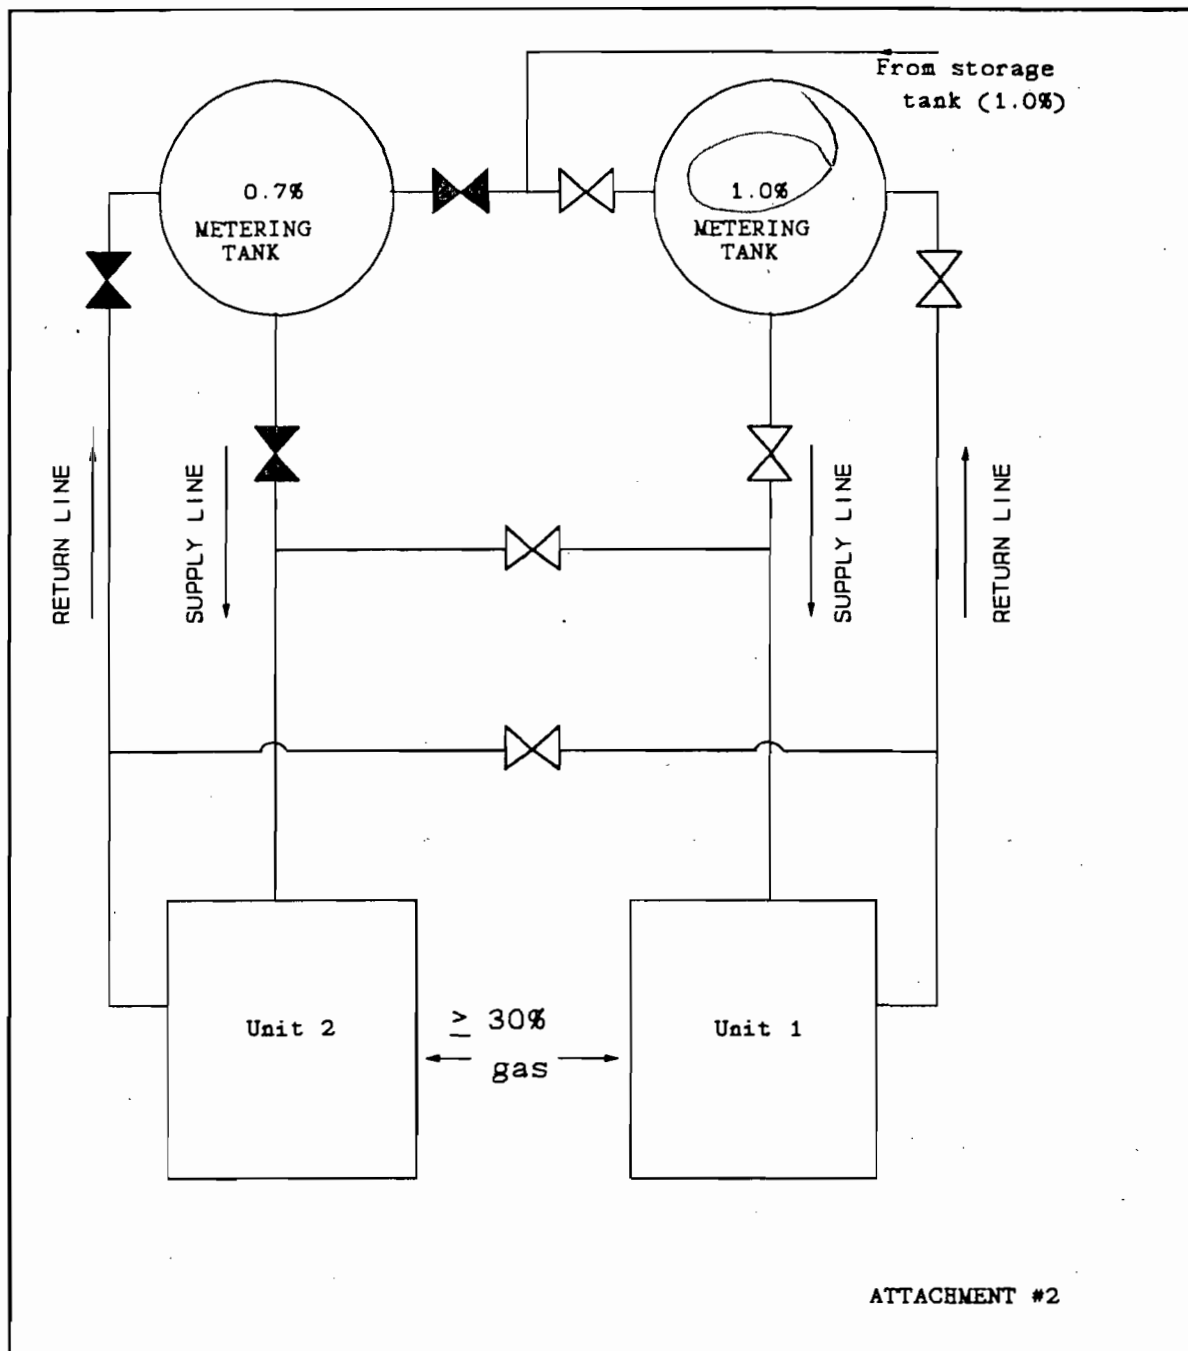 From storage
tank (1.0%)
0.7%
METERING
TANK
1.0%
METERING
TANK
RETURN LINE
SUPPLY LINE
SUPPLY LINE
RETURN LINE
Unit 2
≥ 30%
gas
Unit 1
ATTACHMENT #2